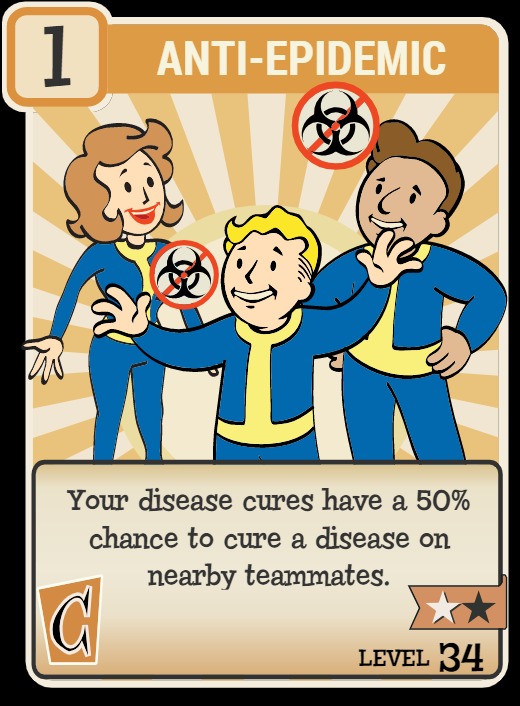 1
ANTI-EPIDEMIC
Your disease cures have a 50%
chance to cure a disease on
nearby teammates.
C
LEVEL 34